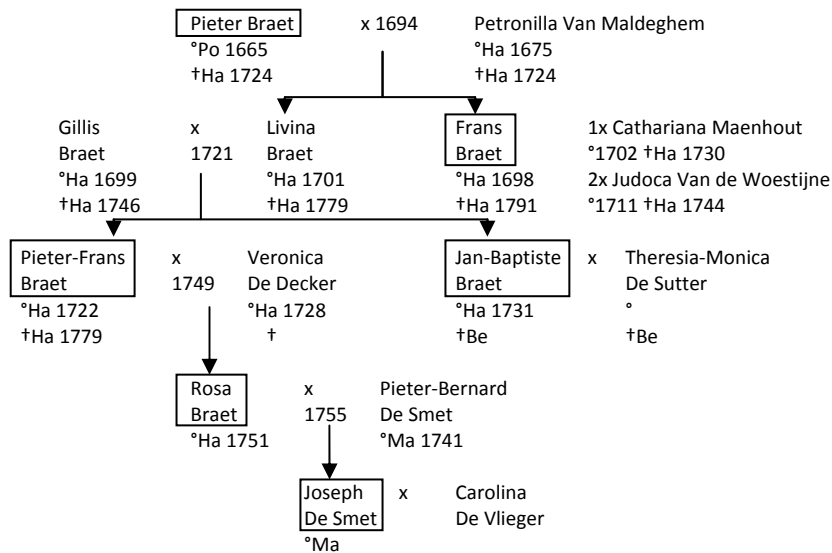 Pieter Braet x 1694 Petronilla Van Maldeghem
°Po 1665 °Ha 1675
†Ha 1724 †Ha 1724
Gillis x Livina Frans 1x Cathariana Maenhout
Braet 1721 Braet Braet °1702 †Ha 1730
°Ha 1699 °Ha 1701 °Ha 1698 2x Judoca Van de Woestijne
†Ha 1746 †Ha 1779 †Ha 1791 °1711 †Ha 1744
Pieter-Frans x Veronica Jan-Baptiste x Theresia-Monica
Braet 1749 De Decker Braet De Sutter
°Ha 1722 °Ha 1728 °Ha 1731 °
†Ha 1779 † †Be †Be
Rosa x Pieter-Bernard
Braet 1755 De Smet
°Ha 1751 °Ma 1741
Joseph x Carolina
De Smet De Vlieger
°Ma